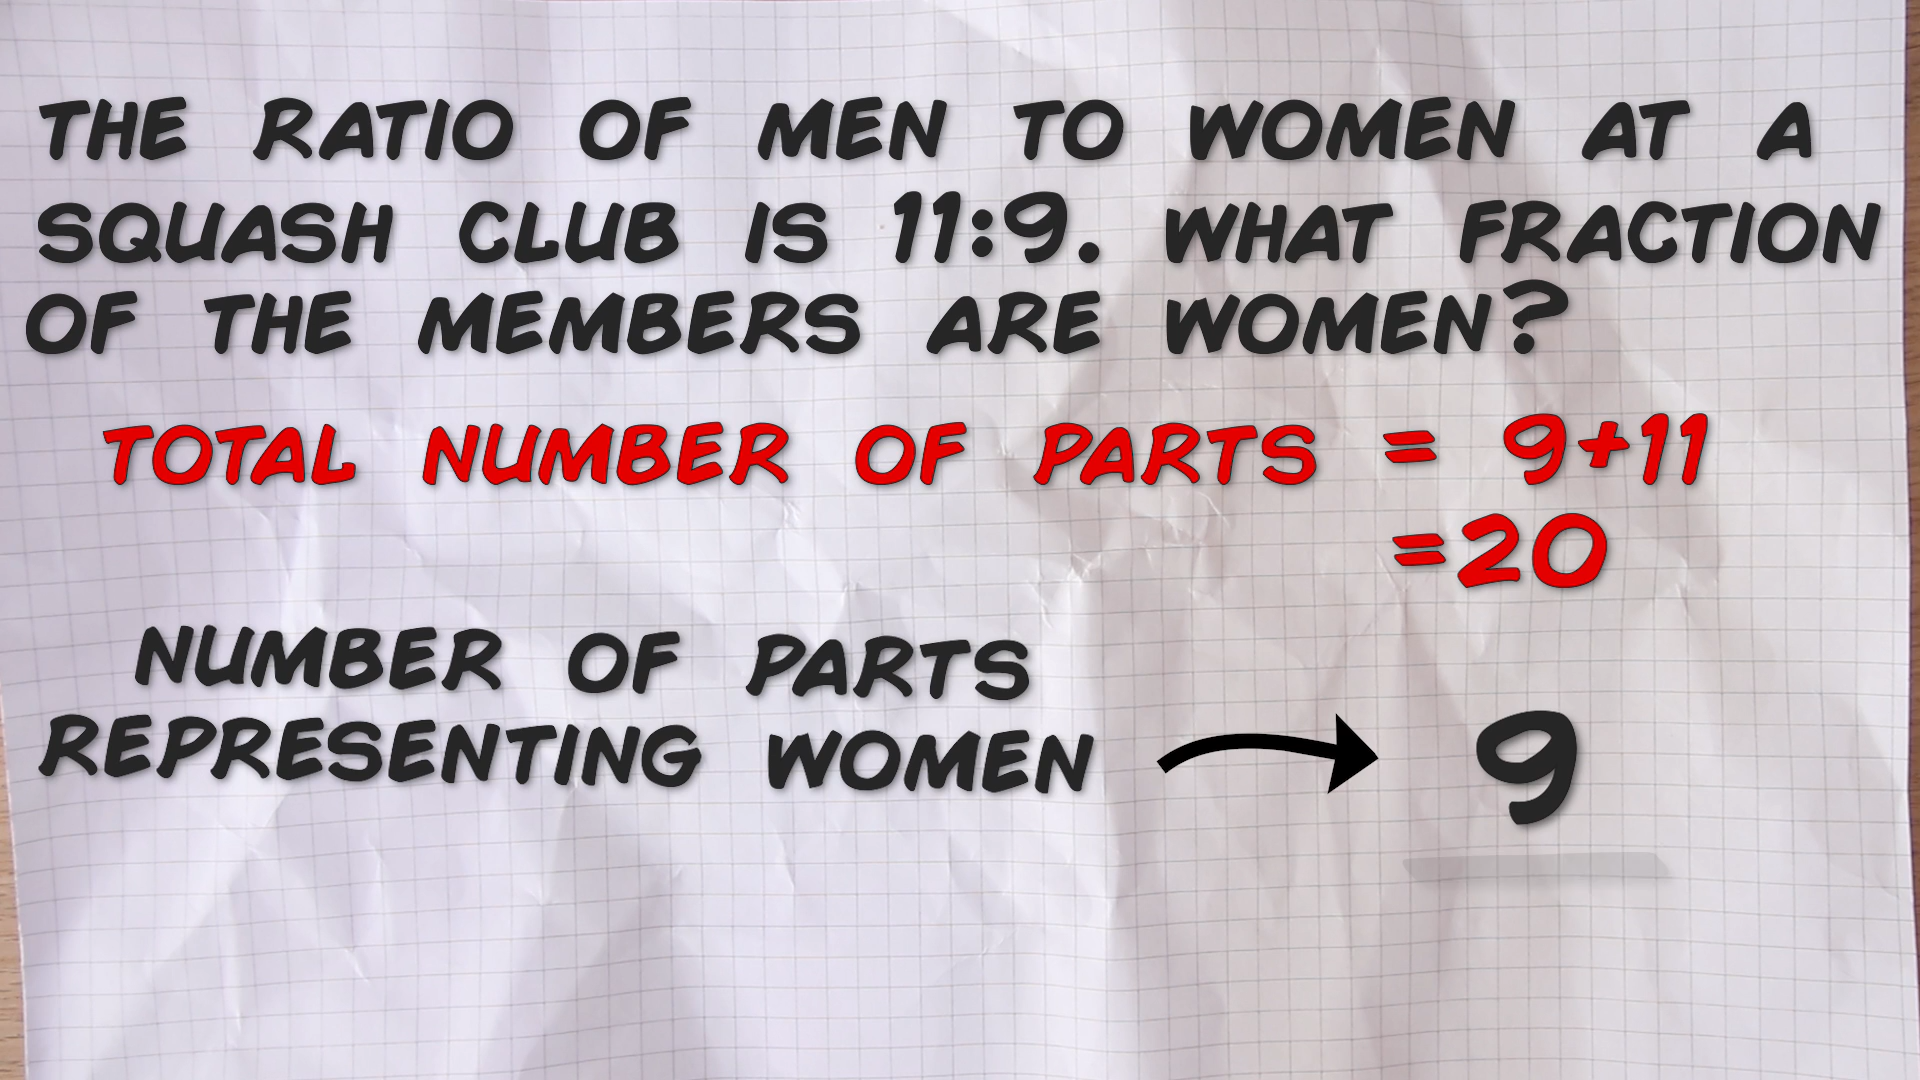 THE RATIO OF MEN TO WOMEN AT A
SQUASH CLUB IS 11:9. WHAT FRACTION
OF THE MEMBERS ARE WOMEN?
TOTAL NUMBER OF PARTS = 9+11
=20
NUMBER OF PARTS
REPRESENTING WOMEN
9